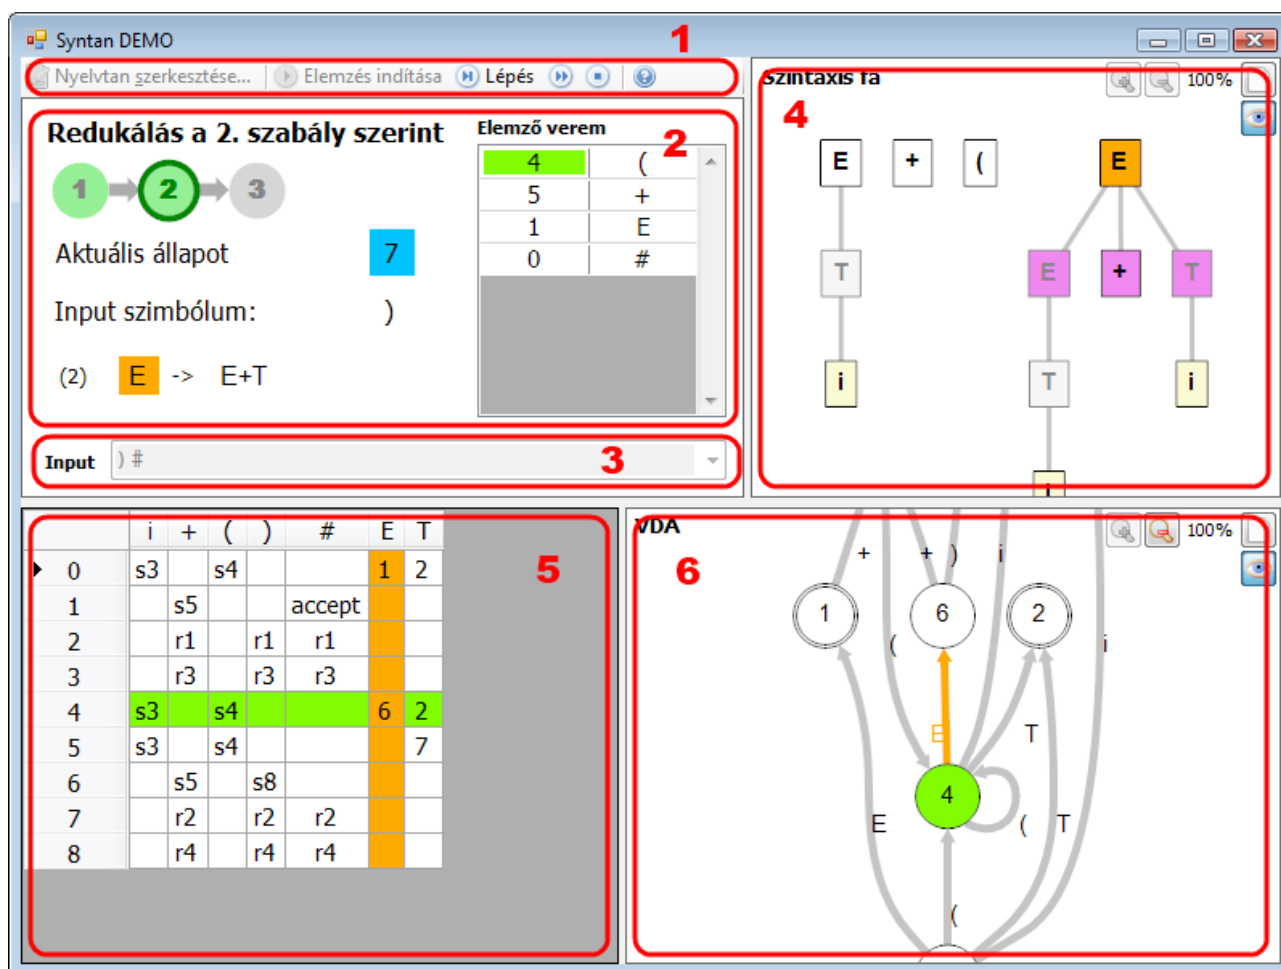 Syntan DEMO
1
Nyelvtan szerkesztése... Elemzés indítása Lépés
Redukálás a 2. szabály szerint
1 2 3
Aktuális állapot 7
Input szimbólum: )
(2) E -> E+T
Elemző verem
2
4 (
5 +
1 E
0 #
Input ) # 3
Szintaxis fa 100%
4
E + ( E
T E + T
i T i
i
i + ( ) # E T
5
0 s3 s4 1 2
1 s5 accept
2 r1 r1 r1
3 r3 r3 r3
4 s3 s4 6 2
5 s3 s4 7
6 s5 s8
7 r2 r2 r2
8 r4 r4 r4
VDA 100%
6
+ + ) i
1 6 2
( i
E T
4
E ( T
(